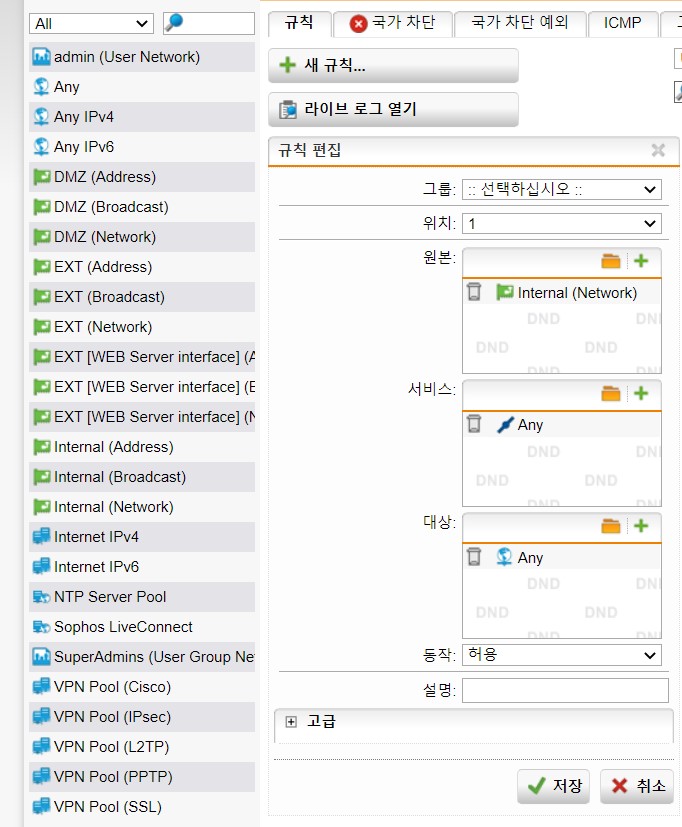 All
admin (User Network)
Any
Any IPv4
Any IPv6
DMZ (Address)
DMZ (Broadcast)
DMZ (Network)
EXT (Address)
EXT (Broadcast)
EXT (Network)
EXT [WEB Server interface] (A
EXT [WEB Server interface] (B
EXT [WEB Server interface] (N
Internal (Address)
Internal (Broadcast)
Internal (Network)
Internet IPv4
Internet IPv6
NTP Server Pool
Sophos LiveConnect
SuperAdmins (User Group Ne
VPN Pool (Cisco)
VPN Pool (IPsec)
VPN Pool (L2TP)
VPN Pool (PPTP)
VPN Pool (SSL)
규칙 국가 차단 국가 차단 예외 ICMP
새 규칙...
라이브 로그 열기
규칙 편집
그룹: :: 선택하십시오 ::
위치: 1
원본:
Internal (Network)
DND DND
DND DND
DND DND
서비스:
Any
DND DND
DND DND
DND DND
대상:
Any
DND DND
DND DND
DND DND
동작: 허용
설명:
고급
저장 취소